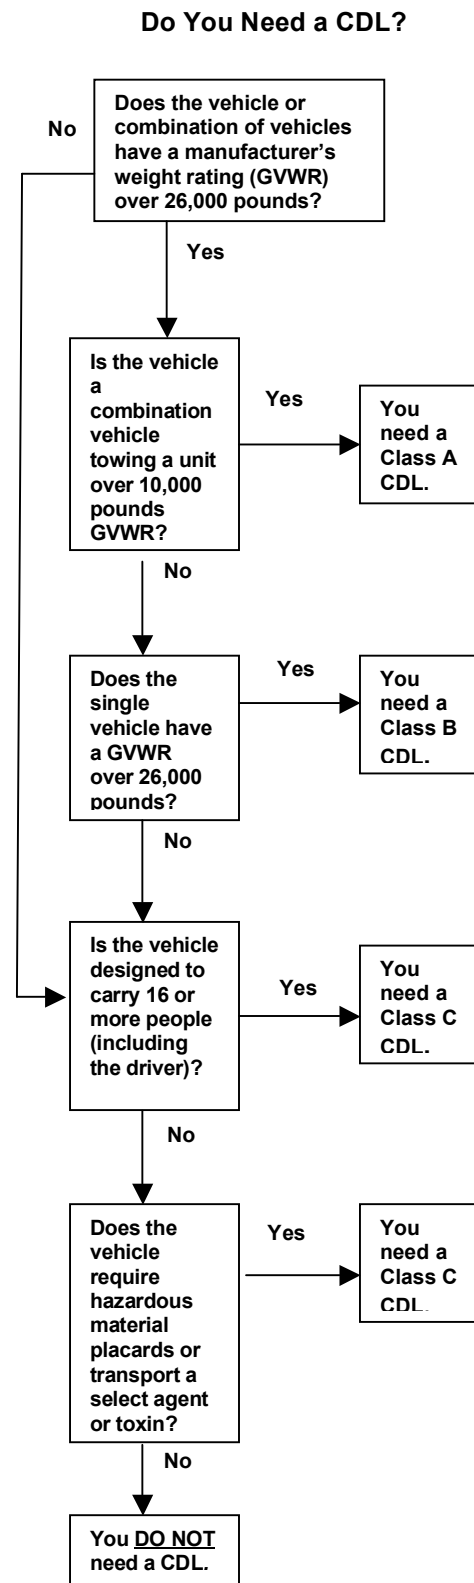 Do You Need a CDL?
Does the vehicle or
combination of vehicles
have a manufacturer's
weight rating (GVWR)
over 26,000 pounds?
No
Yes
Is the vehicle
a
combination
vehicle
towing a unit
over 10,000
pounds
GVWR?
Yes
You
need a
Class A
CDL.
No
Does the
single
vehicle have
a GVWR
over 26,000
pounds?
Yes
You
need a
Class B
CDL.
No
Is the vehicle
designed to
carry 16 or
more people
(including
the driver)?
Yes
You
need a
Class C
CDL.
No
Does the
vehicle
require
hazardous
material
placards or
transport a
select agent
or toxin?
Yes
You
need a
Class C
CDL.
No
You DO NOT
need a CDL.